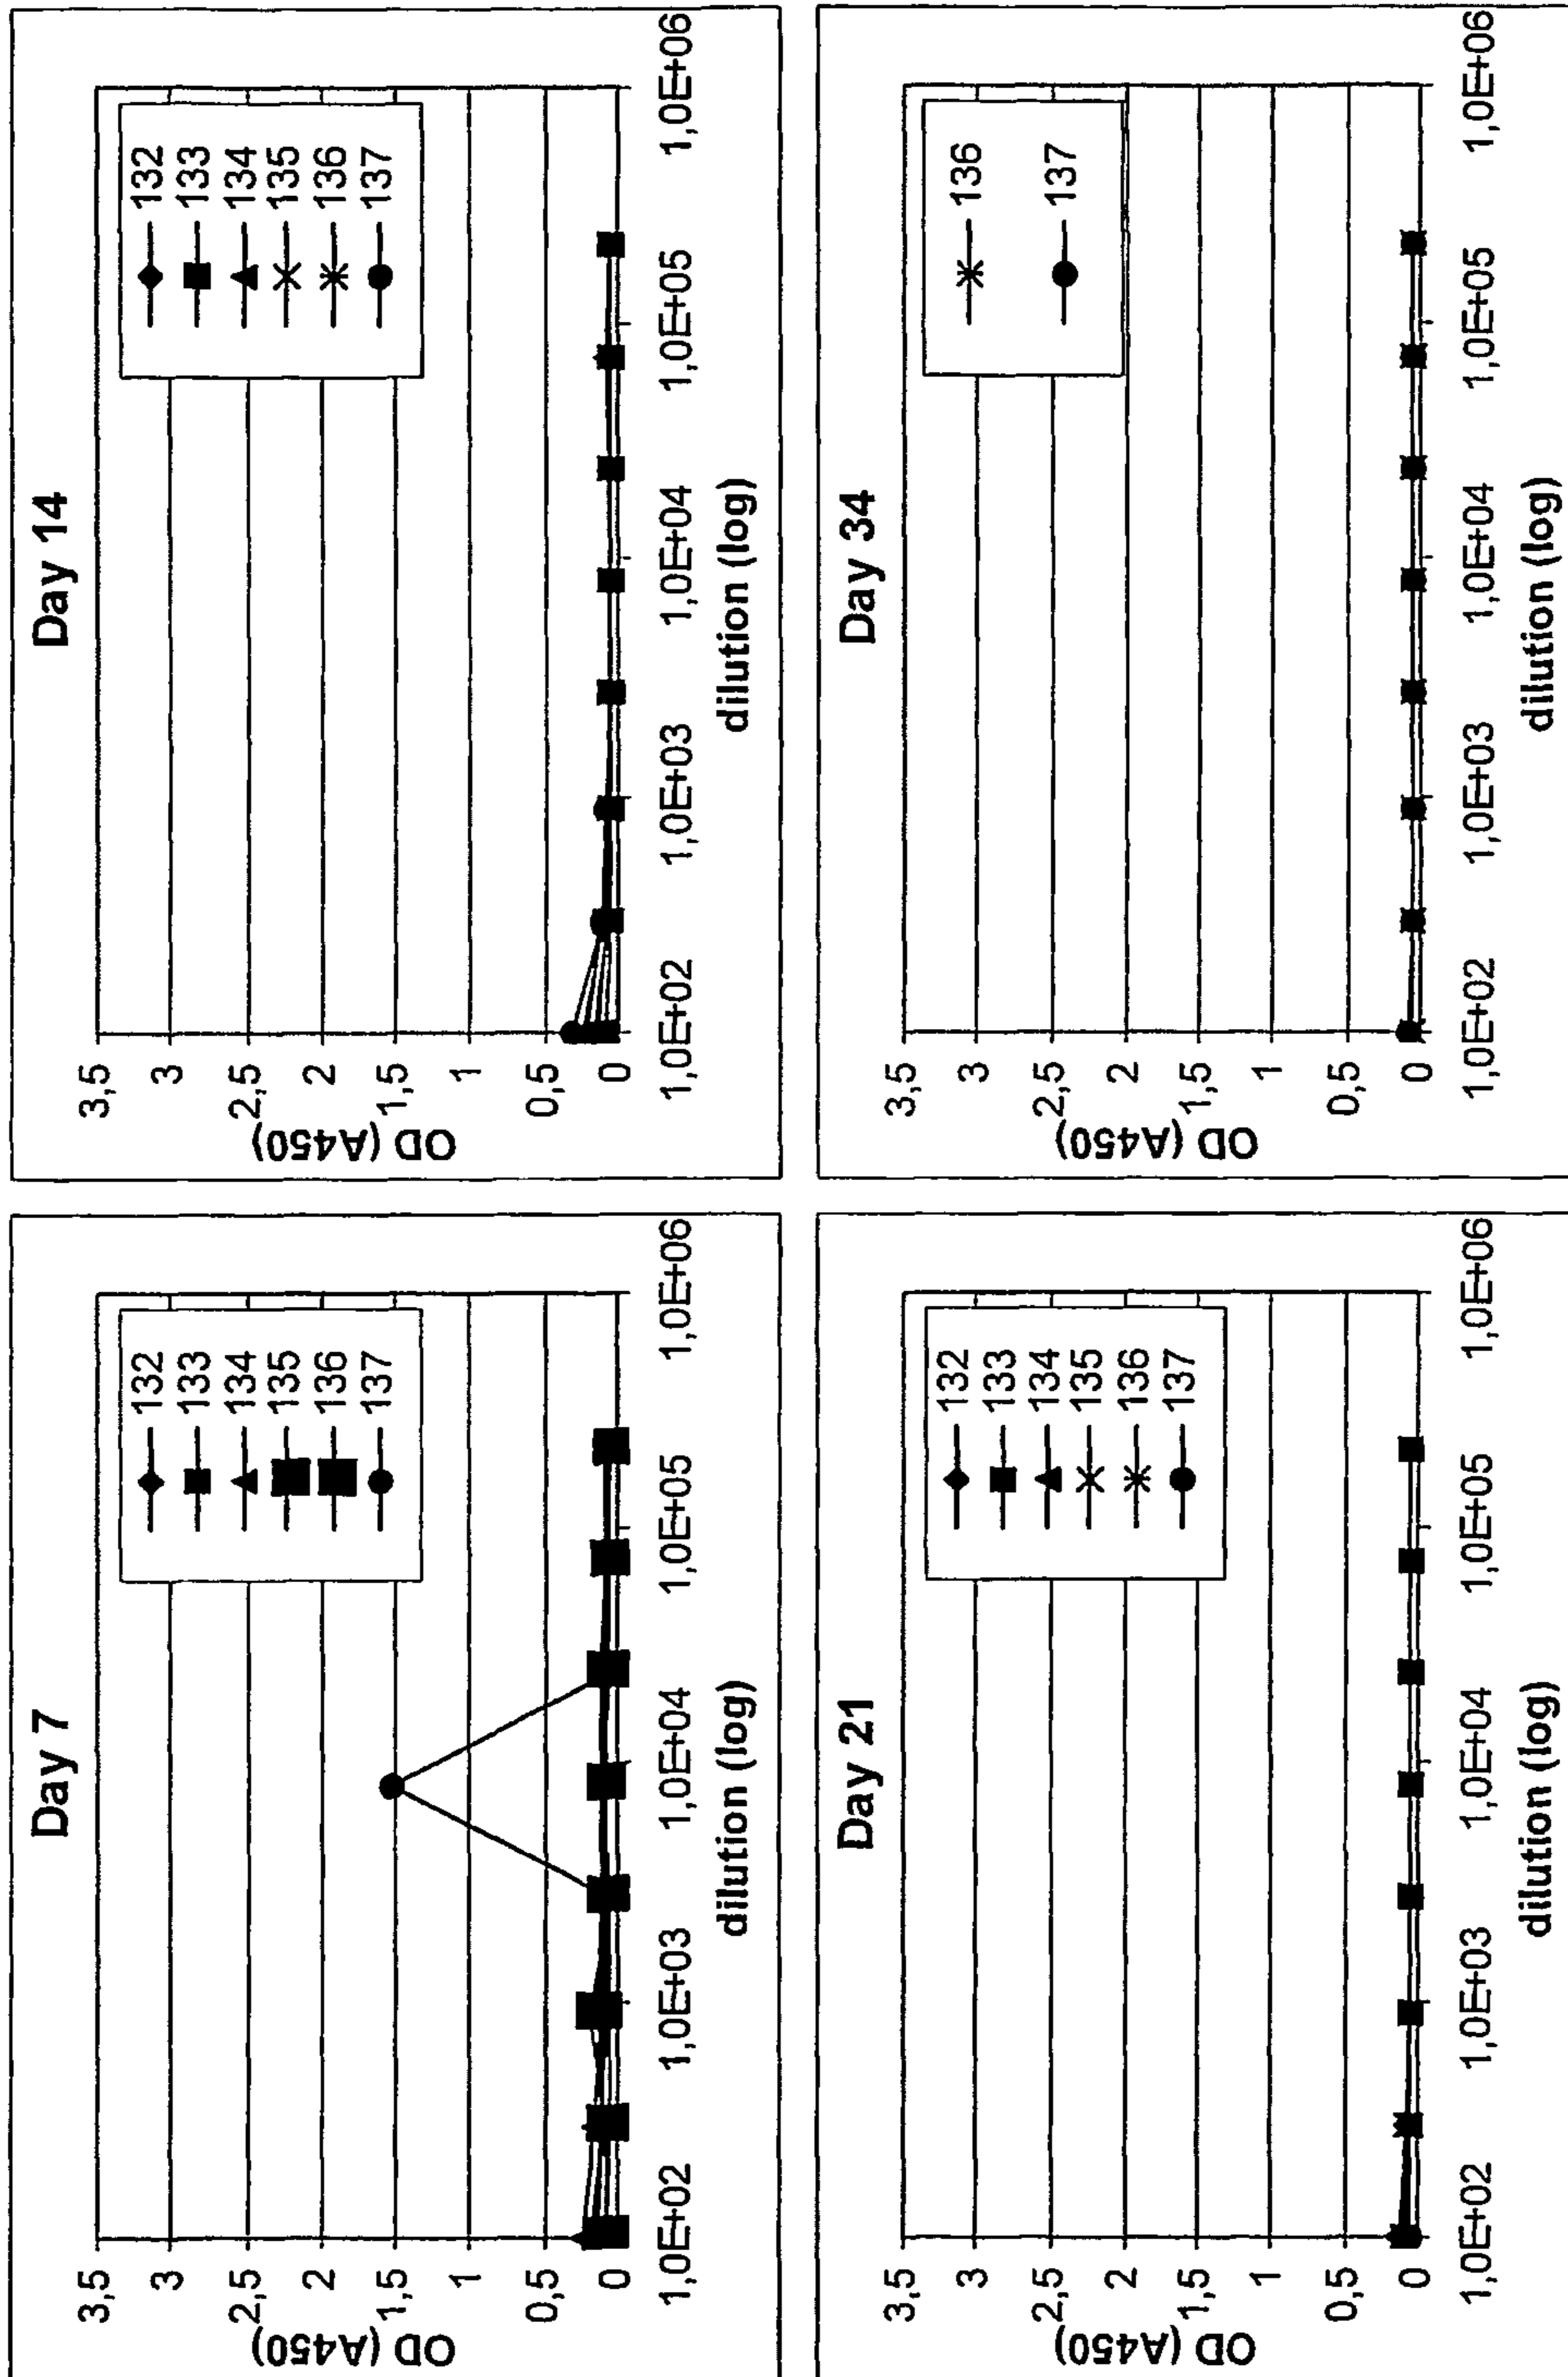 Day 7
3,5
3
2,5
2
1,5
1
0,5
0
OD (A450)
1,0E+02
1,0E+03
1,0E+04
1,0E+05
1,0E+06
dilution (log)
132
133
134
135
136
137
Day 14
3,5
3
2,5
2
1,5
1
0,5
0
OD (A450)
1,0E+02
1,0E+03
1,0E+04
1,0E+05
1,0E+06
dilution (log)
132
133
134
135
136
137
Day 21
3,5
3
2,5
2
1,5
1
0,5
0
OD (A450)
1,0E+02
1,0E+03
1,0E+04
1,0E+05
1,0E+06
dilution (log)
132
133
134
135
136
137
Day 34
3,5
3
2,5
2
1,5
1
0,5
0
OD (A450)
1,0E+02
1,0E+03
1,0E+04
1,0E+05
1,0E+06
dilution (log)
136
137